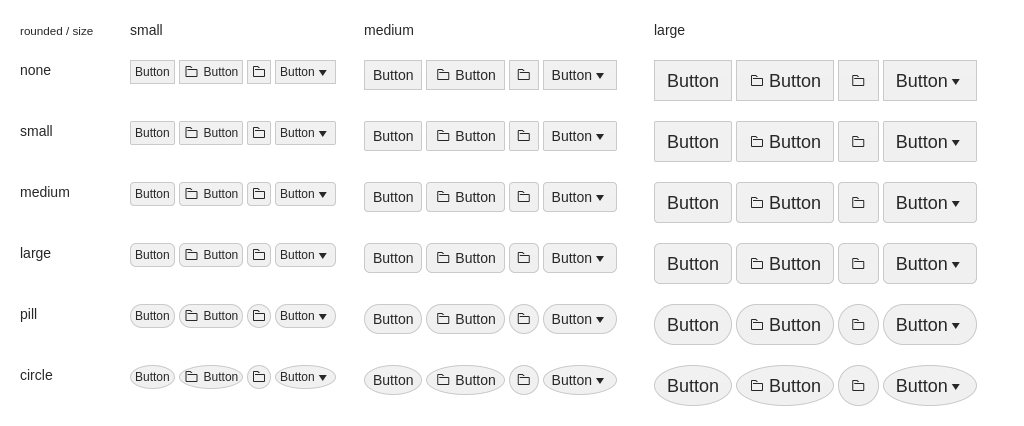 rounded / size small medium large
none Button Button Button Button Button Button Button Button Button
small Button Button Button Button Button Button Button Button Button
medium Button Button Button Button Button Button Button Button Button
large Button Button Button Button Button Button Button Button Button
pill Button Button Button Button Button Button Button Button Button
circle Button Button Button Button Button Button Button Button Button